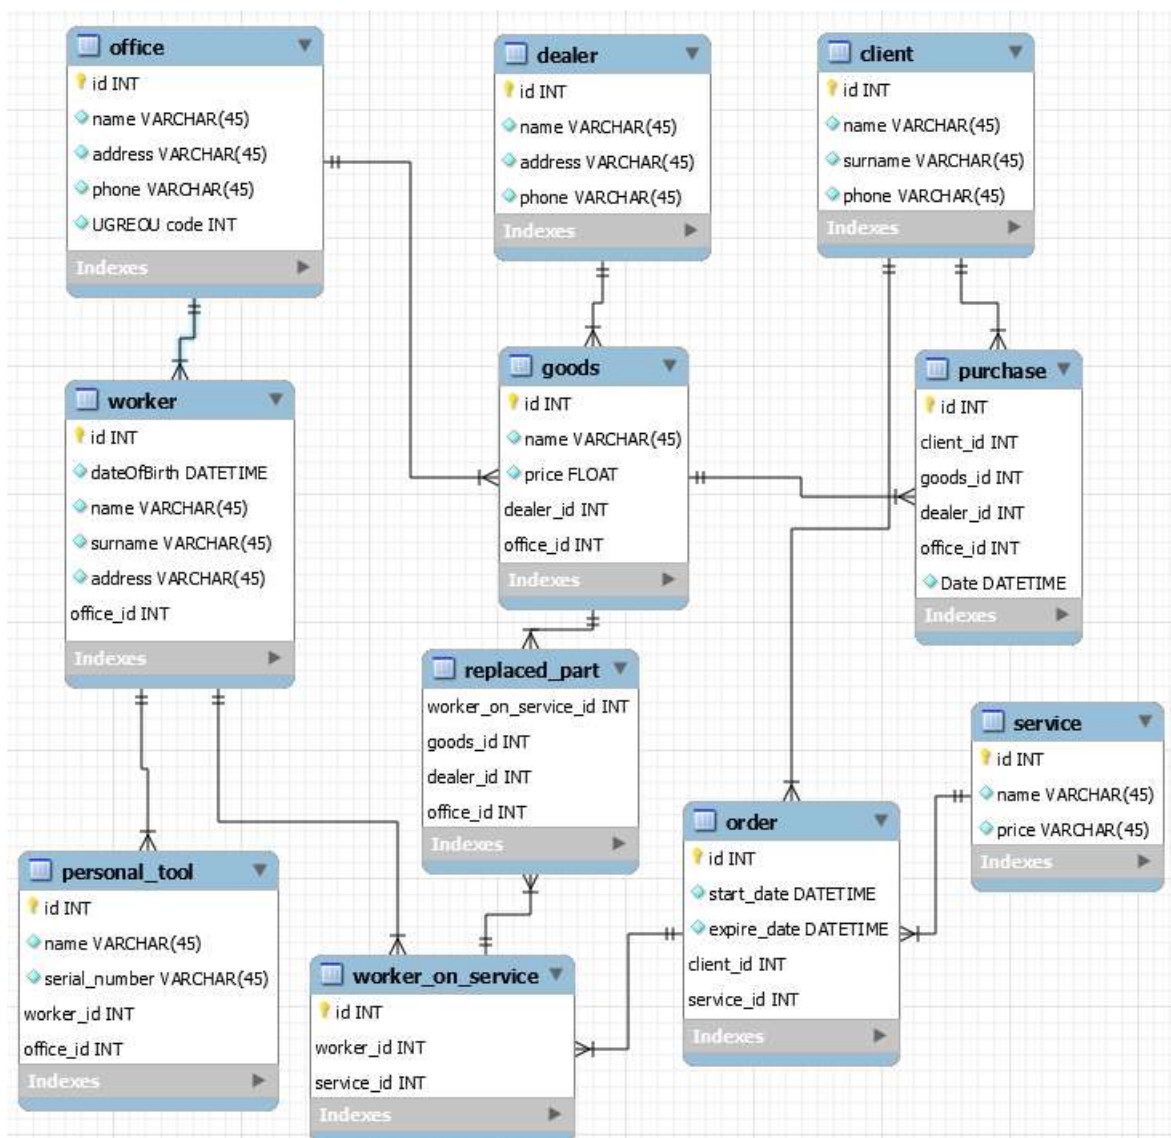 office
id INT
name VARCHAR(45)
address VARCHAR(45)
phone VARCHAR(45)
UGREOU code INT
Indexes
dealer
id INT
name VARCHAR(45)
address VARCHAR(45)
phone VARCHAR(45)
Indexes
client
id INT
name VARCHAR(45)
surname VARCHAR(45)
phone VARCHAR(45)
Indexes
worker
id INT
dateOfBirth DATETIME
name VARCHAR(45)
surname VARCHAR(45)
address VARCHAR(45)
office_id INT
Indexes
goods
id INT
name VARCHAR(45)
price FLOAT
dealer_id INT
office_id INT
Indexes
purchase
id INT
client_id INT
goods_id INT
dealer_id INT
office_id INT
Date DATETIME
Indexes
replaced_part
worker_on_service_id INT
goods_id INT
dealer_id INT
office_id INT
Indexes
service
id INT
name VARCHAR(45)
price VARCHAR(45)
Indexes
personal_tool
id INT
name VARCHAR(45)
serial_number VARCHAR(45)
worker_id INT
office_id INT
Indexes
worker_on_service
id INT
worker_id INT
service_id INT
Indexes
order
id INT
start_date DATETIME
expire_date DATETIME
client_id INT
service_id INT
Indexes